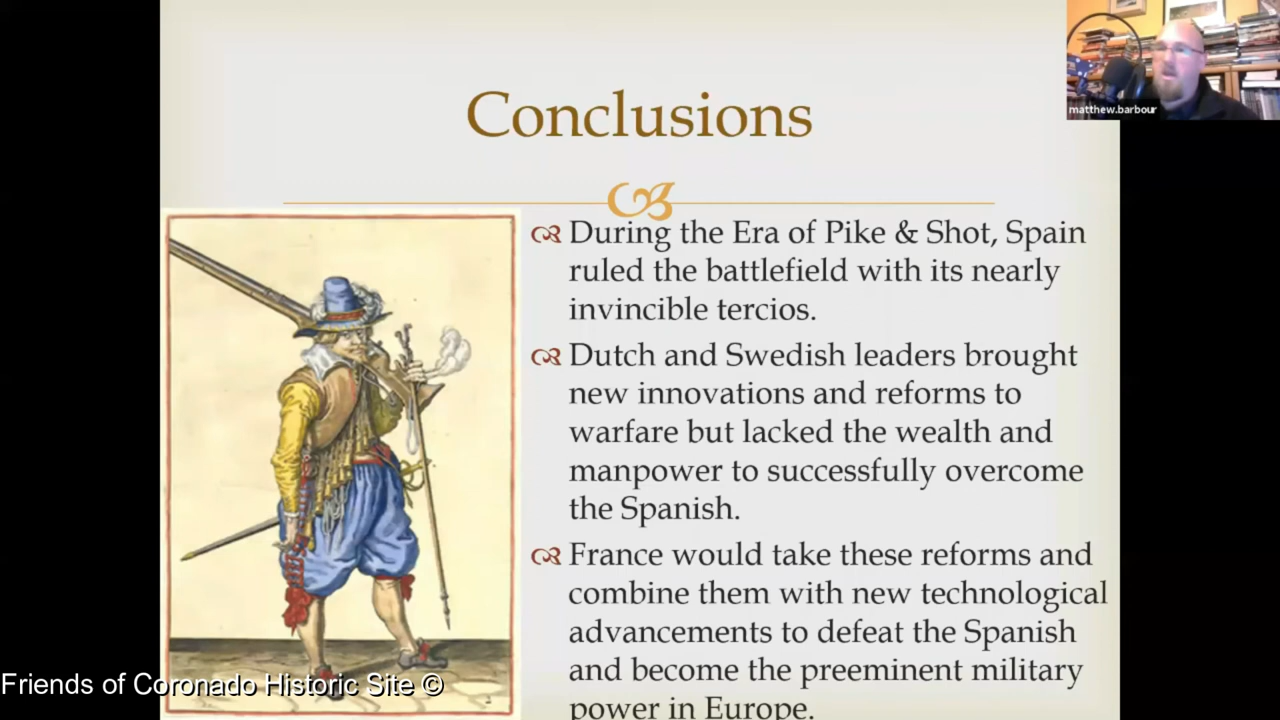 matthew.barbour
Conclusions
During the Era of Pike & Shot, Spain
ruled the battlefield with its nearly
invincible tercios.
Dutch and Swedish leaders brought
new innovations and reforms to
warfare but lacked the wealth and
manpower to successfully overcome
the Spanish.
France would take these reforms and
combine them with new technological
advancements to defeat the Spanish
and become the preeminent military
power in Europe.
Friends of Coronado Historic Site ©